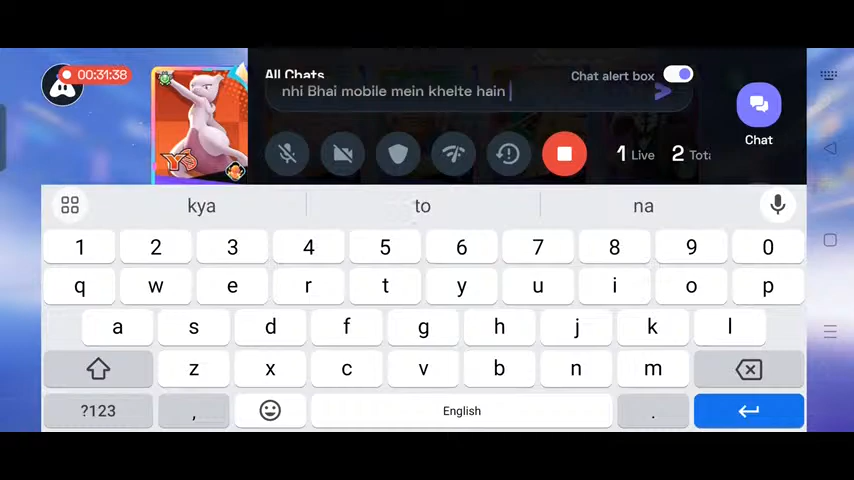 00:31:38
All Chats
Chat alert box
nhi Bhai mobile mein khelte hain
Chat
1 Live 2 Tota
kya to na
1 2 3 4 5 6 7 8 9 0
q w e r t y u i o p
a s d f g h j k l
z x c v b n m
?123 , English .